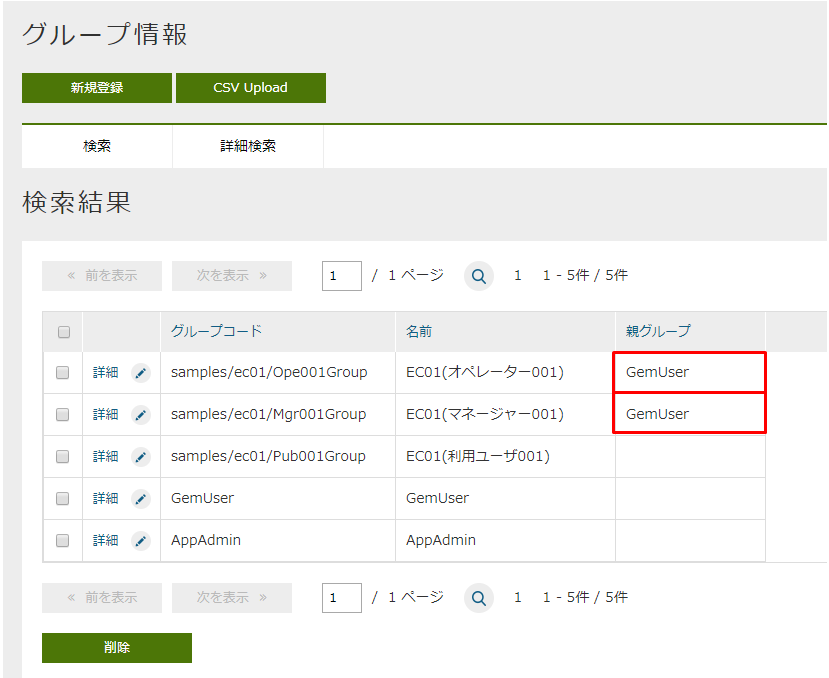 グループ情報
新規登録 CSV Upload
検索 詳細検索
検索結果
« 前を表示 次を表示 » 1 / 1 ページ 1 1 - 5件 / 5件
グループコード 名前 親グループ
詳細 samples/ec01/Ope001Group EC01(オペレーター001) GemUser
詳細 samples/ec01/Mgr001Group EC01(マネージャー001) GemUser
詳細 samples/ec01/Pub001Group EC01(利用ユーザ001)
詳細 GemUser GemUser
詳細 AppAdmin AppAdmin
« 前を表示 次を表示 » 1 / 1 ページ 1 1 - 5件 / 5件
削除